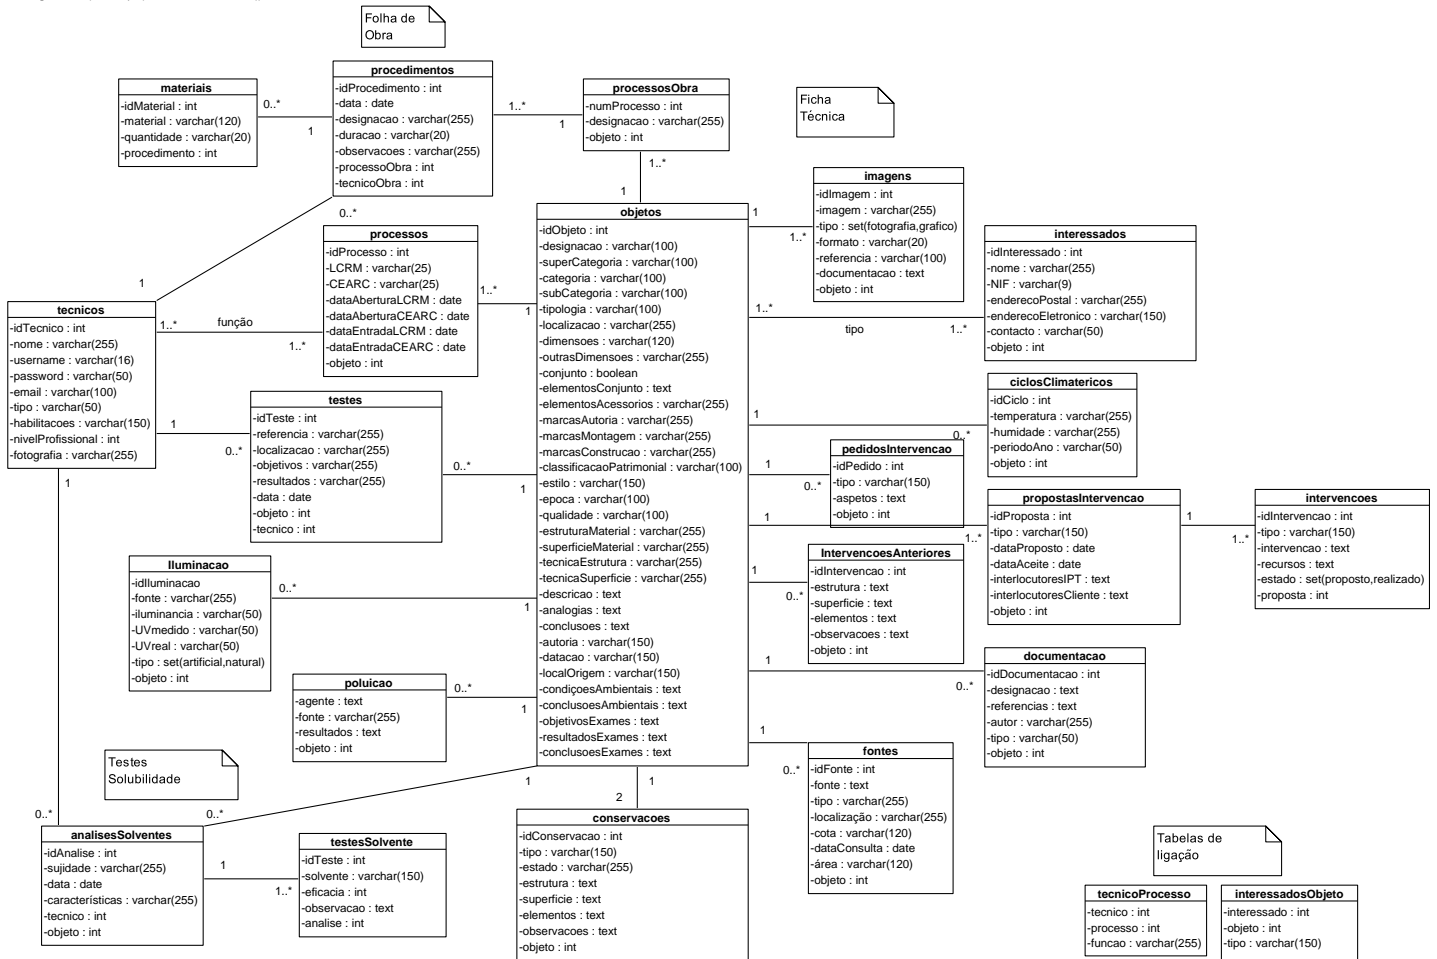 Folha de
Obra
materiais
-idMaterial : int
-material : varchar(120)
-quantidade : varchar(20)
-procedimento : int
0..*
1
procedimentos
-idProcedimento : int
-data : date
-designacao : varchar(255)
-duracao : varchar(20)
-observacoes : varchar(255)
-processoObra : int
-tecnicoObra : int
1..*
1
processosObra
-numProcesso : int
-designacao : varchar(255)
-objeto : int
1..*
1
Ficha
Técnica
0..*
1
processos
-idProcesso : int
-LCRM : varchar(25)
-CEARC : varchar(25)
-dataAberturaLCRM : date
-dataAberturaCEARC : date
-dataEntradaLCRM : date
-dataEntradaCEARC : date
-objeto : int
1..*
1
tecnicos
-idTecnico : int
-nome : varchar(255)
-username : varchar(16)
-password : varchar(50)
-email : varchar(100)
-tipo : varchar(50)
-habilitacoes : varchar(150)
-nivelProfissional : int
-fotografia : varchar(255)
1..*
função
1..*
1
0..*
1
testes
-idTeste : int
-referencia : varchar(255)
-localizacao : varchar(255)
-objetivos : varchar(255)
-resultados : varchar(255)
-data : date
-objeto : int
-tecnico : int
0..*
1
objetos
-idObjeto : int
-designacao : varchar(100)
-superCategoria : varchar(100)
-categoria : varchar(100)
-subCategoria : varchar(100)
-tipologia : varchar(100)
-localizacao : varchar(255)
-dimensoes : varchar(120)
-outrasDimensoes : varchar(255)
-conjunto : boolean
-elementosConjunto : text
-elementosAcessorios : varchar(255)
-marcasAutoria : varchar(255)
-marcasMontagem : varchar(255)
-marcasConstrucao : varchar(255)
-classificacaoPatrimonial : varchar(100)
-estilo : varchar(150)
-epoca : varchar(100)
-qualidade : varchar(100)
-estruturaMaterial : varchar(255)
-superficieMaterial : varchar(255)
-tecnicaEstrutura : varchar(255)
-tecnicaSuperficie : varchar(255)
-descricao : text
-analogias : text
-conclusoes : text
-autoria : varchar(150)
-datacao : varchar(150)
-localOrigem : varchar(150)
-condiçoesAmbientais : text
-conclusoesAmbientais : text
-objetivosExames : text
-resultadosExames : text
-conclusoesExames : text
1
1..*
imagens
-idImagem : int
-imagem : varchar(255)
-tipo : set(fotografia,grafico)
-formato : varchar(20)
-referencia : varchar(100)
-documentacao : text
-objeto : int
1..*
tipo
1..*
interessados
-idInteressado : int
-nome : varchar(255)
-NIF : varchar(9)
-enderecoPostal : varchar(255)
-enderecoEletronico : varchar(150)
-contacto : varchar(50)
-objeto : int
1
0..*
ciclosClimatericos
-idCiclo : int
-temperatura : varchar(255)
-humidade : varchar(255)
-periodoAno : varchar(50)
-objeto : int
1
0..*
pedidosIntervencao
-idPedido : int
-tipo : varchar(150)
-aspetos : text
-objeto : int
1
1..*
propostasIntervencao
-idProposta : int
-tipo : varchar(150)
-dataProposto : date
-dataAceite : date
-interlocutoresIPT : text
-interlocutoresCliente : text
-objeto : int
1
1..*
intervencoes
-idIntervencao : int
-tipo : varchar(150)
-intervencao : text
-recursos : text
-estado : set(proposto,realizado)
-proposta : int
1
0..*
IntervencoesAnteriores
-idIntervencao : int
-estrutura : text
-superficie : text
-elementos : text
-observacoes : text
-objeto : int
1
0..*
documentacao
-idDocumentacao : int
-designacao : text
-referencias : text
-autor : varchar(255)
-tipo : varchar(50)
-objeto : int
1
0..*
fontes
-idFonte : int
-fonte : text
-tipo : varchar(255)
-localização : varchar(255)
-cota : varchar(120)
-dataConsulta : date
-área : varchar(120)
-objeto : int
Iluminacao
-idIluminacao
-fonte : varchar(255)
-iluminancia : varchar(50)
-UVmedido : varchar(50)
-UVreal : varchar(50)
-tipo : set(artificial,natural)
-objeto : int
0..*
1
poluicao
-agente : text
-fonte : varchar(255)
-resultados : text
-objeto : int
0..*
1
Testes
Solubilidade
1
0..*
0..*
1
analisesSolventes
-idAnalise : int
-sujidade : varchar(255)
-data : date
-características : varchar(255)
-tecnico : int
-objeto : int
1
1..*
testesSolvente
-idTeste : int
-solvente : varchar(150)
-eficacia : int
-observacao : text
-analise : int
1
2
conservacoes
-idConservacao : int
-tipo : varchar(150)
-estado : varchar(255)
-estrutura : text
-superficie : text
-elementos : text
-observacoes : text
-objeto : int
Tabelas de
ligação
tecnicoProcesso
-tecnico : int
-processo : int
-funcao : varchar(255)
interessadosObjeto
-interessado : int
-objeto : int
-tipo : varchar(150)